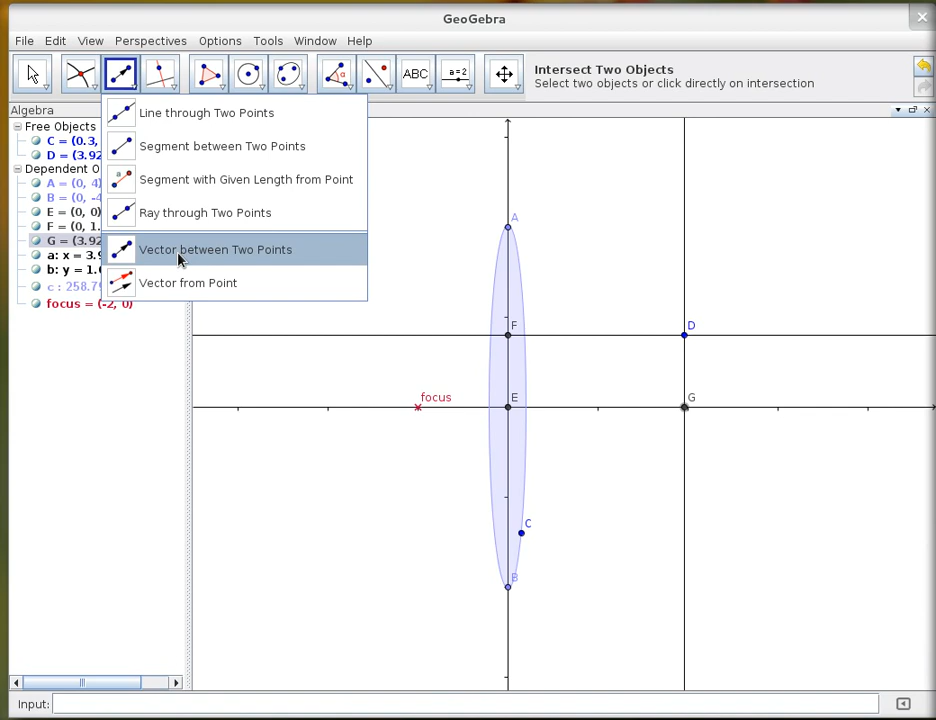 GeoGebra
File Edit View Perspectives Options Tools Window Help
ABC a=2 Intersect Two Objects
Select two objects or click directly on intersection
Algebra
Free Objects
C = (0.3,
D = (3.92
Dependent O
A = (0, 4)
B = (0, -4
E = (0, 0)
F = (0, 1.
G = (3.92
a: x = 3.9
b: y = 1.6
c : 258.79
focus = (-2, 0)
Line through Two Points
Segment between Two Points
a
Segment with Given Length from Point
Ray through Two Points
Vector between Two Points
Vector from Point
A
F
D
focus
E
G
C
B
Input: